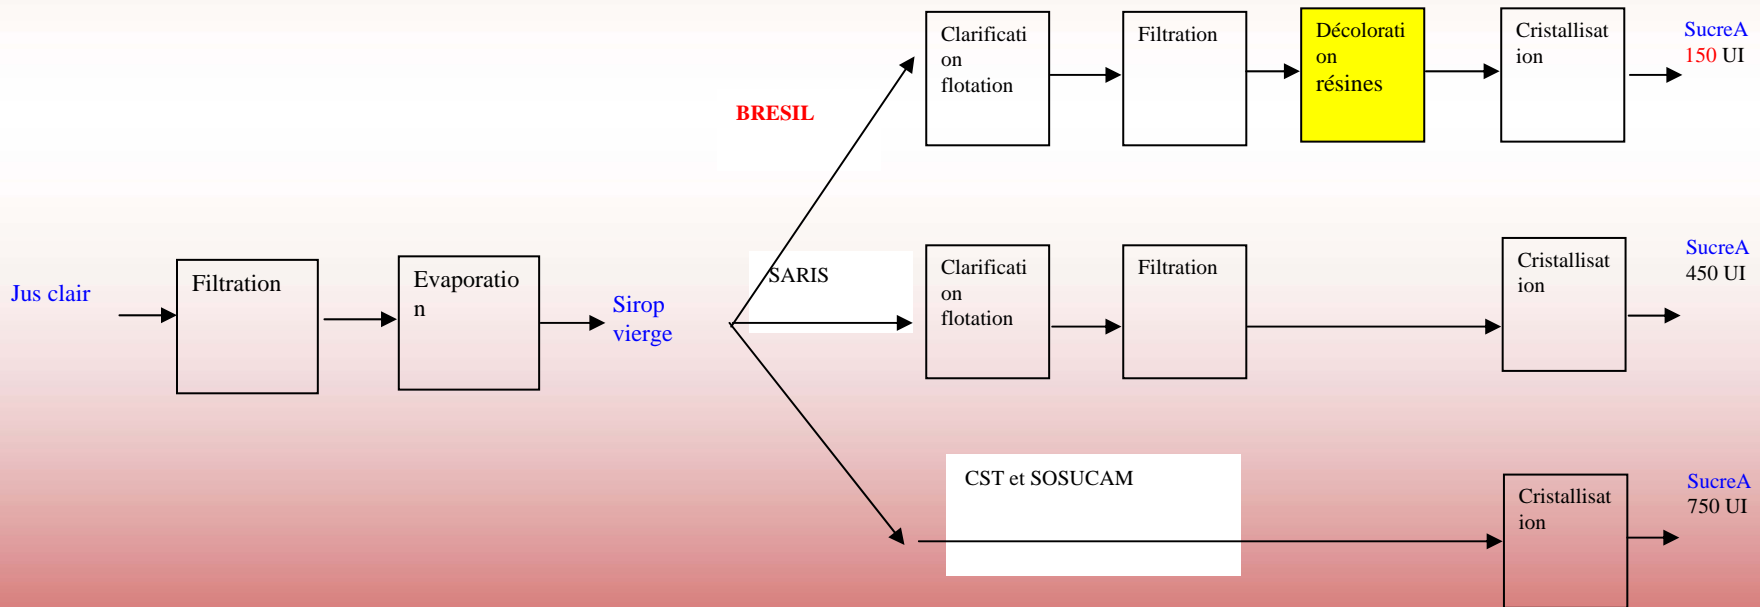 Clarificati
on
flotation
Filtration
Décolorati
on
résines
Cristallisat
ion
SucreA
150 UI
BRESIL
Jus clair
Filtration
Evaporatio
n
Sirop
vierge
SARIS
Clarificati
on
flotation
Filtration
Cristallisat
ion
SucreA
450 UI
CST et SOSUCAM
Cristallisat
ion
SucreA
750 UI